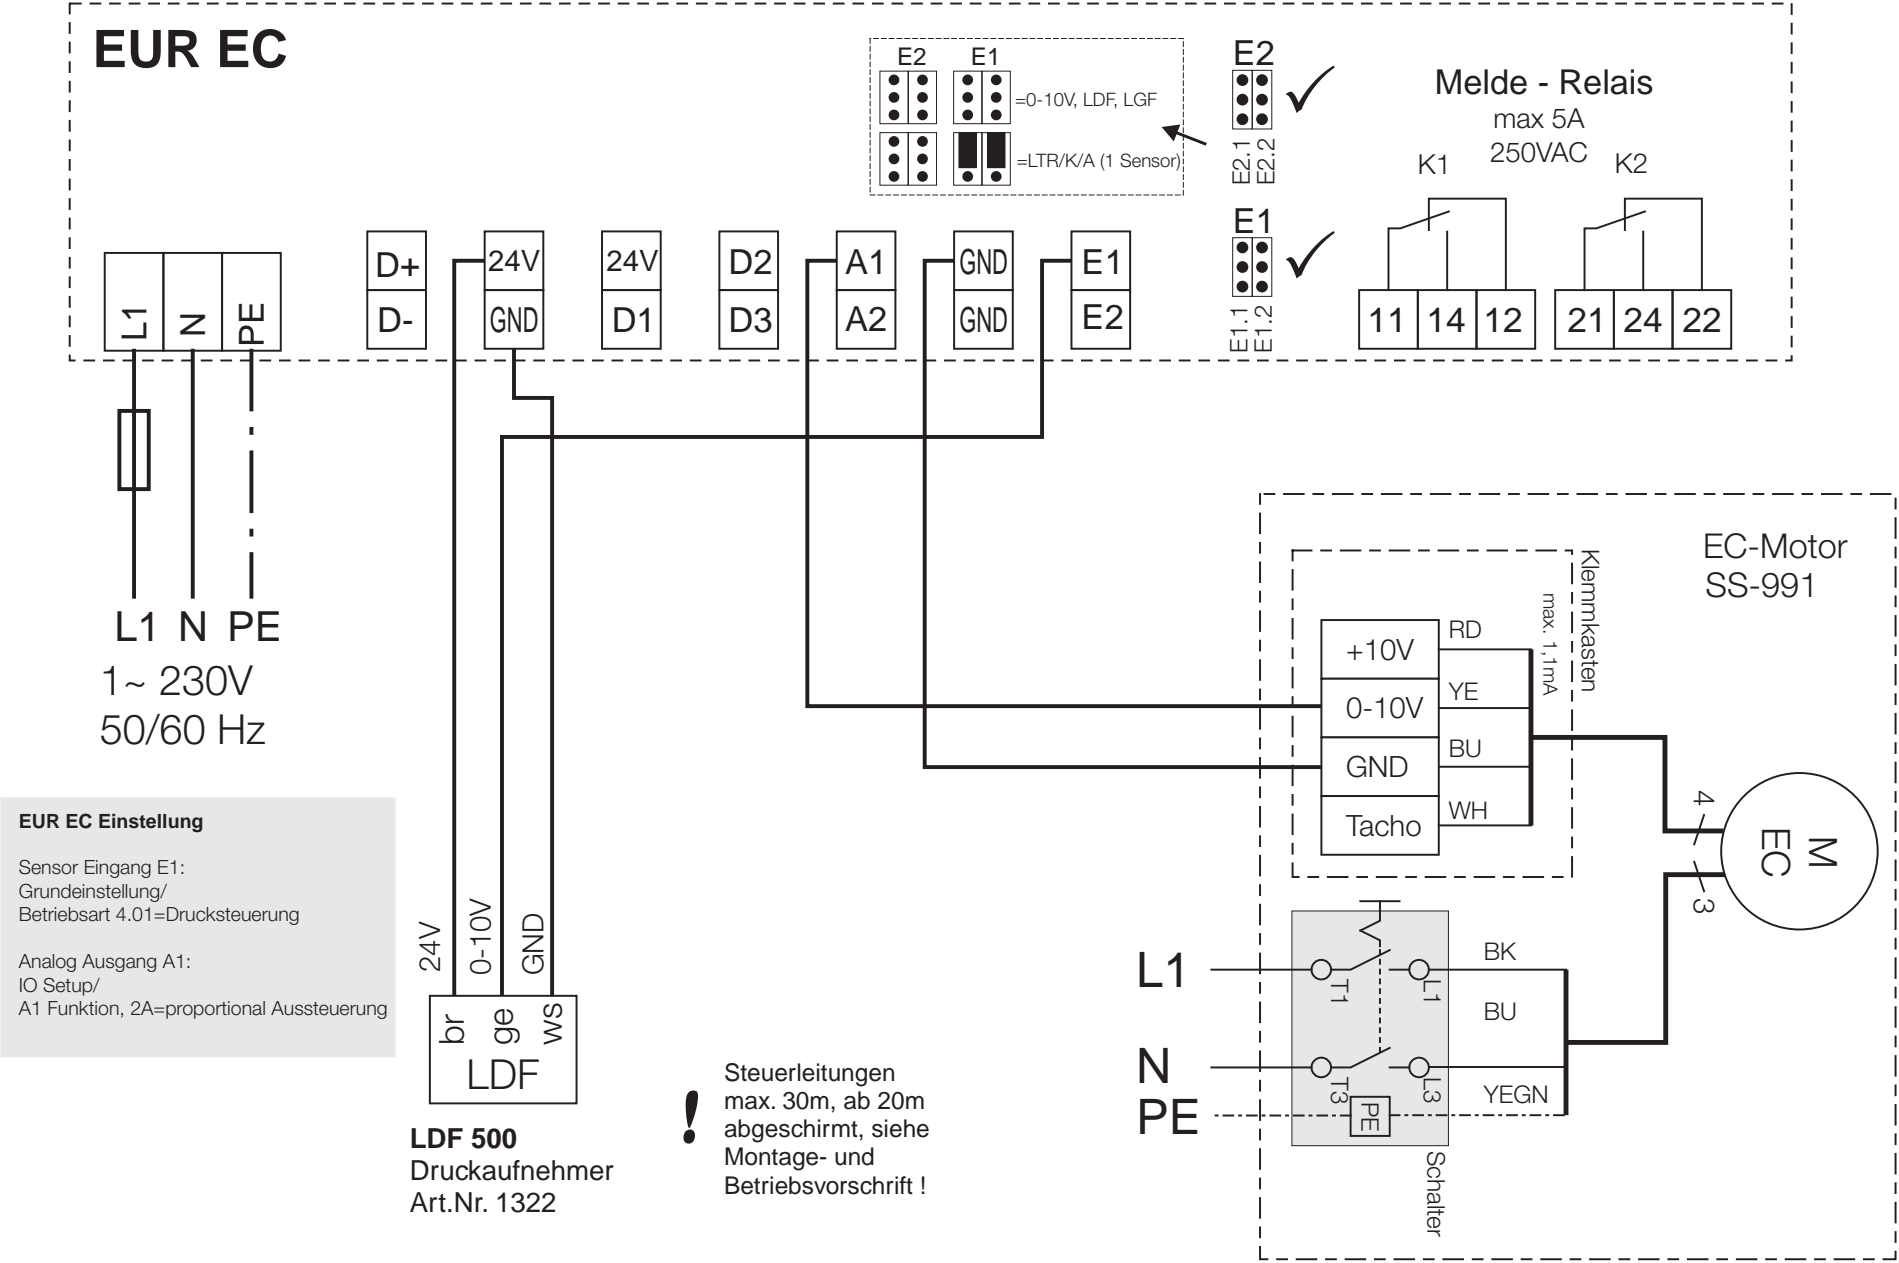 EUR EC
E2 E1
=0-10V, LDF, LGF
=LTR/K/A (1 Sensor)
E2
E2.1
E2.2
E1
E1.1
E1.2
Melde - Relais
max 5A
250VAC
K1 K2
11 14 12 21 24 22
L1 N PE
D+ 24V 24V D2 A1 GND E1
D- GND D1 D3 A2 GND E2
L1 N PE
1~ 230V
50/60 Hz
EUR EC Einstellung
Sensor Eingang E1:
Grundeinstellung/
Betriebsart 4.01=Drucksteuerung
Analog Ausgang A1:
IO Setup/
A1 Funktion, 2A=proportional Aussteuerung
24V
0-10V
GND
br
ge
ws
LDF
LDF 500
Druckaufnehmer
Art.Nr. 1322
!
Steuerleitungen
max. 30m, ab 20m
abgeschirmt, siehe
Montage- und
Betriebsvorschrift !
EC-Motor
SS-991
Klemmkasten
max. 1,1mA
+10V RD
0-10V YE
GND BU
Tacho WH
4
3
M
EC
L1
T1
L1
BK
BU
N
T3
L3
YEGN
PE
PE
Schalter